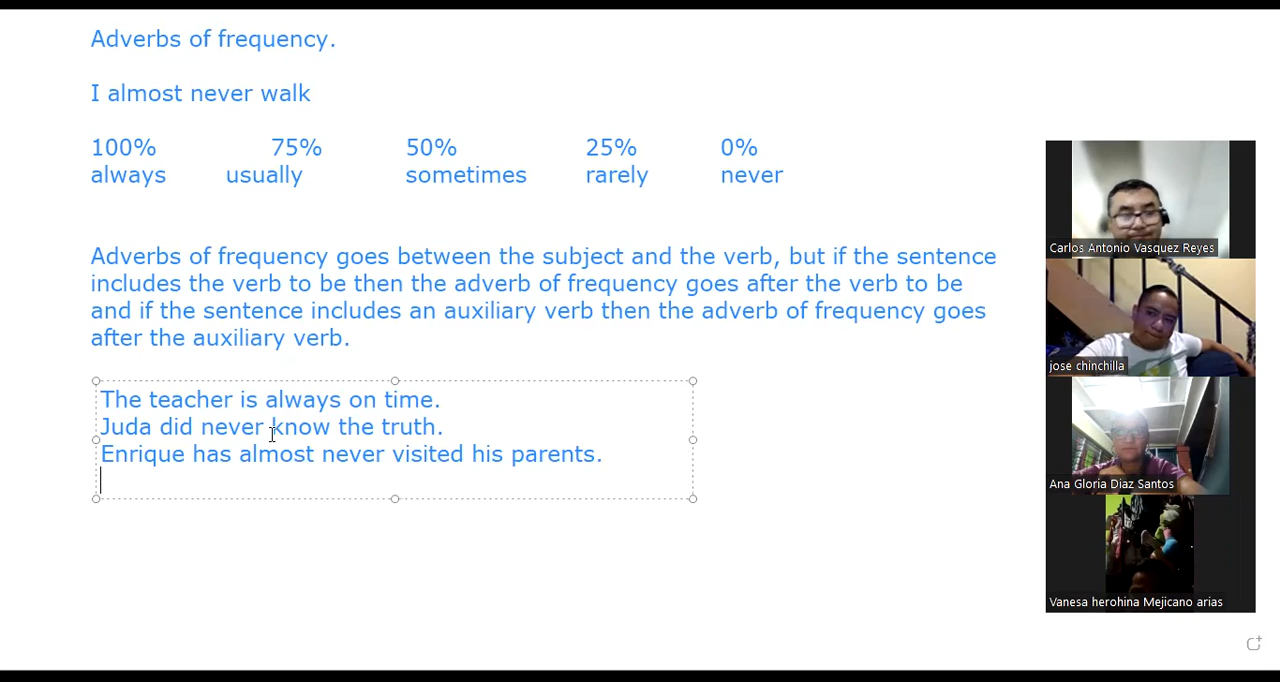 Adverbs of frequency.
I almost never walk
100% 75% 50% 25% 0%
always usually sometimes rarely never
Adverbs of frequency goes between the subject and the verb, but if the sentence
includes the verb to be then the adverb of frequency goes after the verb to be
and if the sentence includes an auxiliary verb then the adverb of frequency goes
after the auxiliary verb.
The teacher is always on time.
Juda did never know the truth.
Enrique has almost never visited his parents.
Carlos Antonio Vasquez Reyes
jose chinchilla
Ana Gloria Diaz Santos
Vanesa herohina Mejicano arias